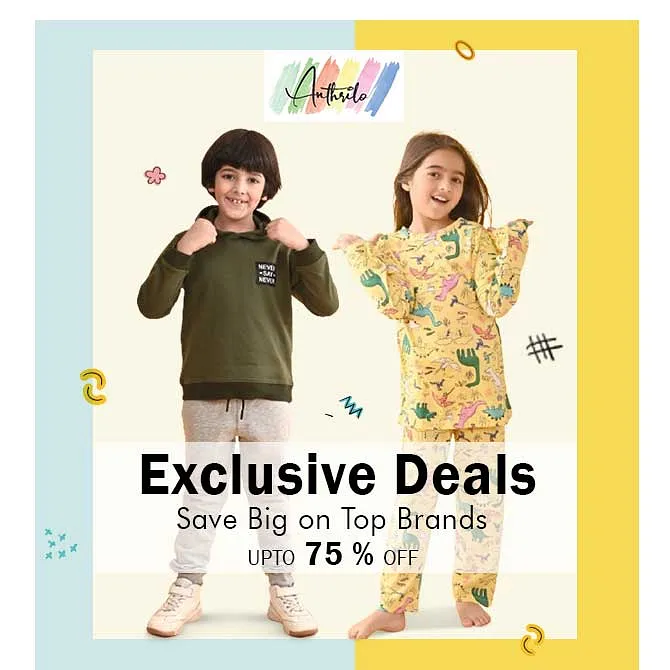 Anthrilo
NEVER
SAY
NEVER
Exclusive Deals
Save Big on Top Brands
UPTO 75 % OFF